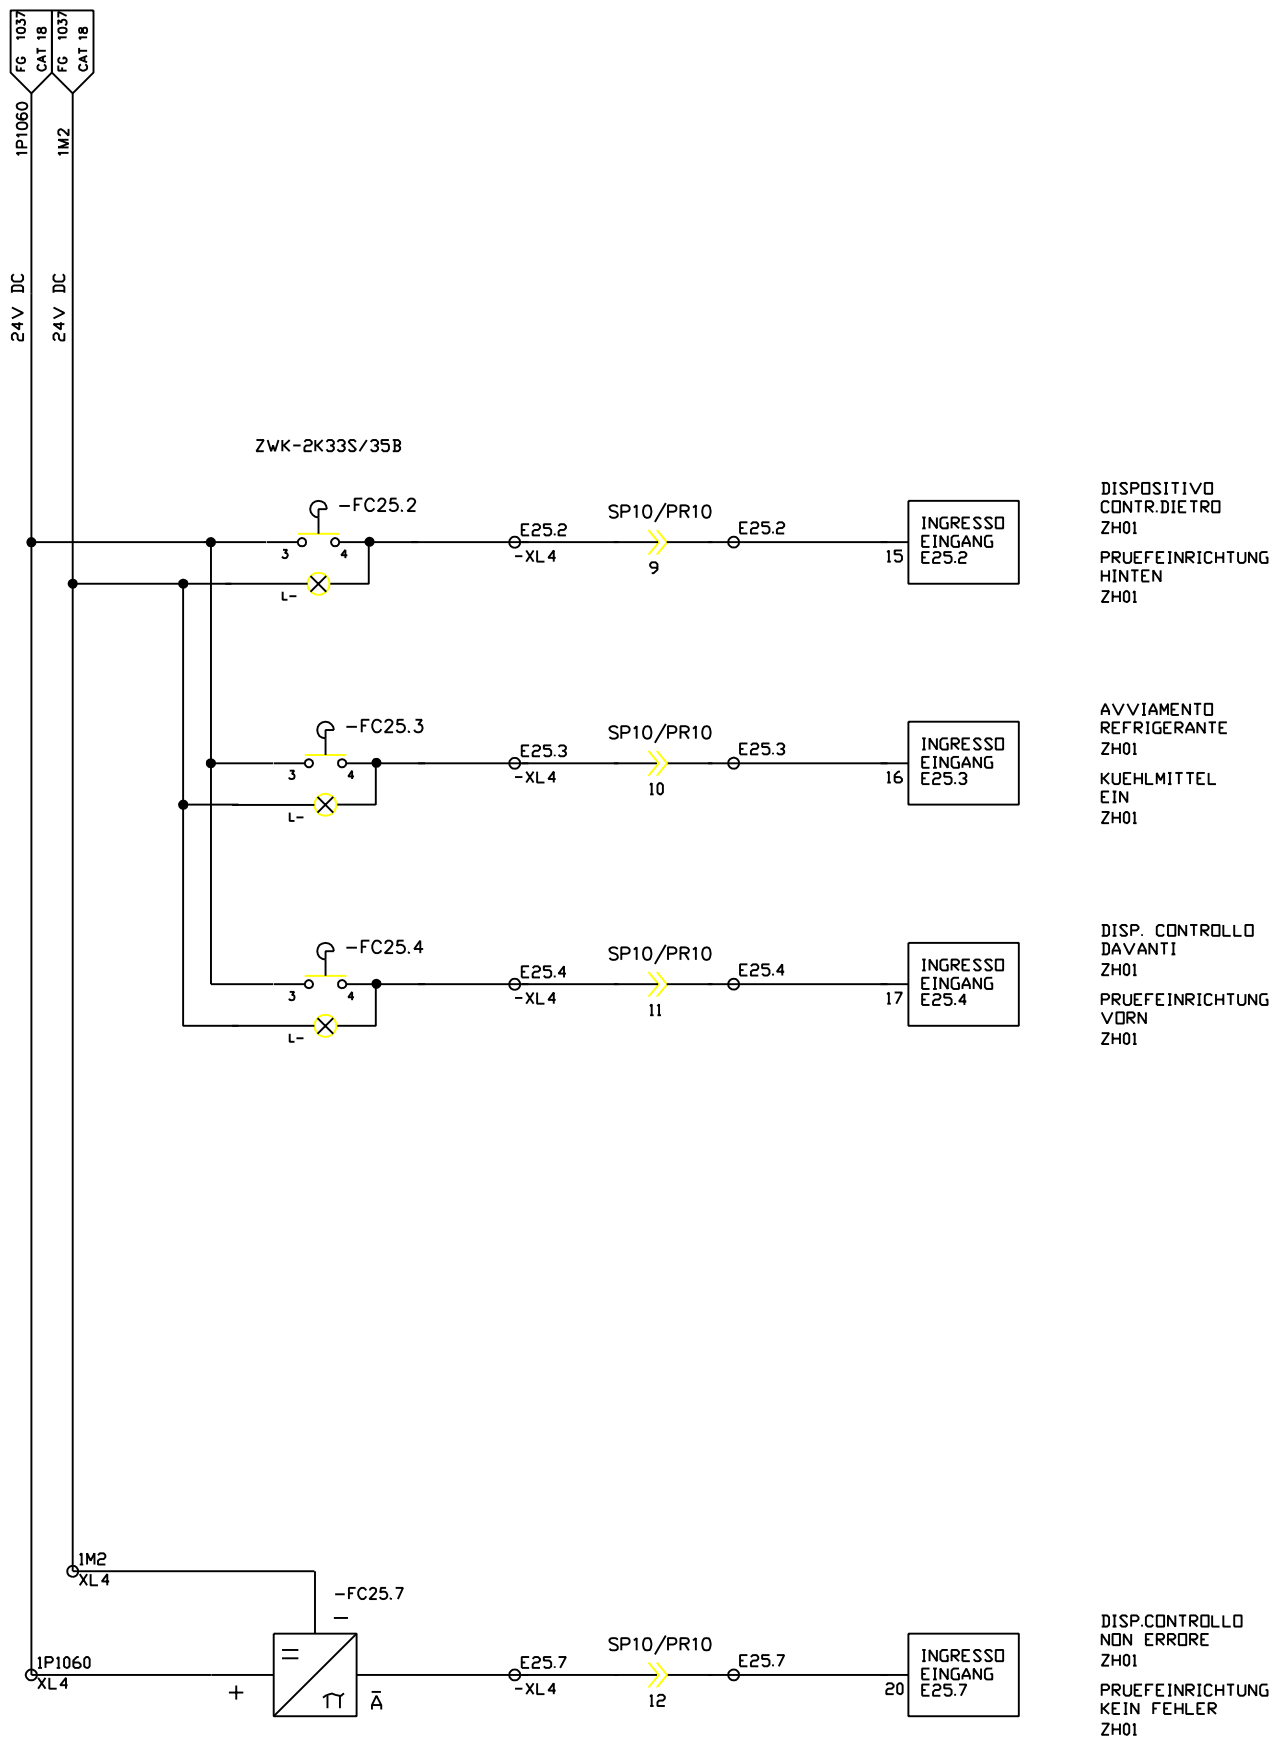 FG 1037
CAT 18
FG 1037
CAT 18
1P1060
1M2
24V DC
24V DC
ZWK-2K33S/35B
-FC25.2
3
4
L-
E25.2
-XL4
SP10/PR10
9
E25.2
15
INGRESSO
EINGANG
E25.2
DISPOSITIVO
CONTR.DIETRO
ZH01
PRUEFEINRICHTUNG
HINTEN
ZH01
-FC25.3
3
4
L-
E25.3
-XL4
SP10/PR10
10
E25.3
16
INGRESSO
EINGANG
E25.3
AVVIAMENTO
REFRIGERANTE
ZH01
KUEHLMITTEL
EIN
ZH01
-FC25.4
3
4
L-
E25.4
-XL4
SP10/PR10
11
E25.4
17
INGRESSO
EINGANG
E25.4
DISP. CONTROLLO
DAVANTI
ZH01
PRUEFEINRICHTUNG
VORN
ZH01
1M2
XL4
-FC25.7
-
1P1060
XL4
+
A
E25.7
-XL4
SP10/PR10
12
E25.7
20
INGRESSO
EINGANG
E25.7
DISP.CONTROLLO
NON ERRORE
ZH01
PRUEFEINRICHTUNG
KEIN FEHLER
ZH01